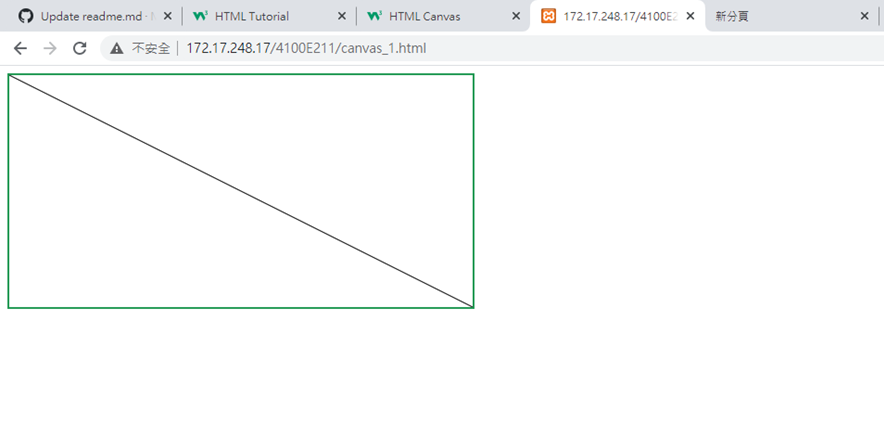 Update readme.md ·
HTML Tutorial
HTML Canvas
172.17.248.17/4100E2
新分頁
不安全
172.17.248.17/4100E211/canvas_1.html